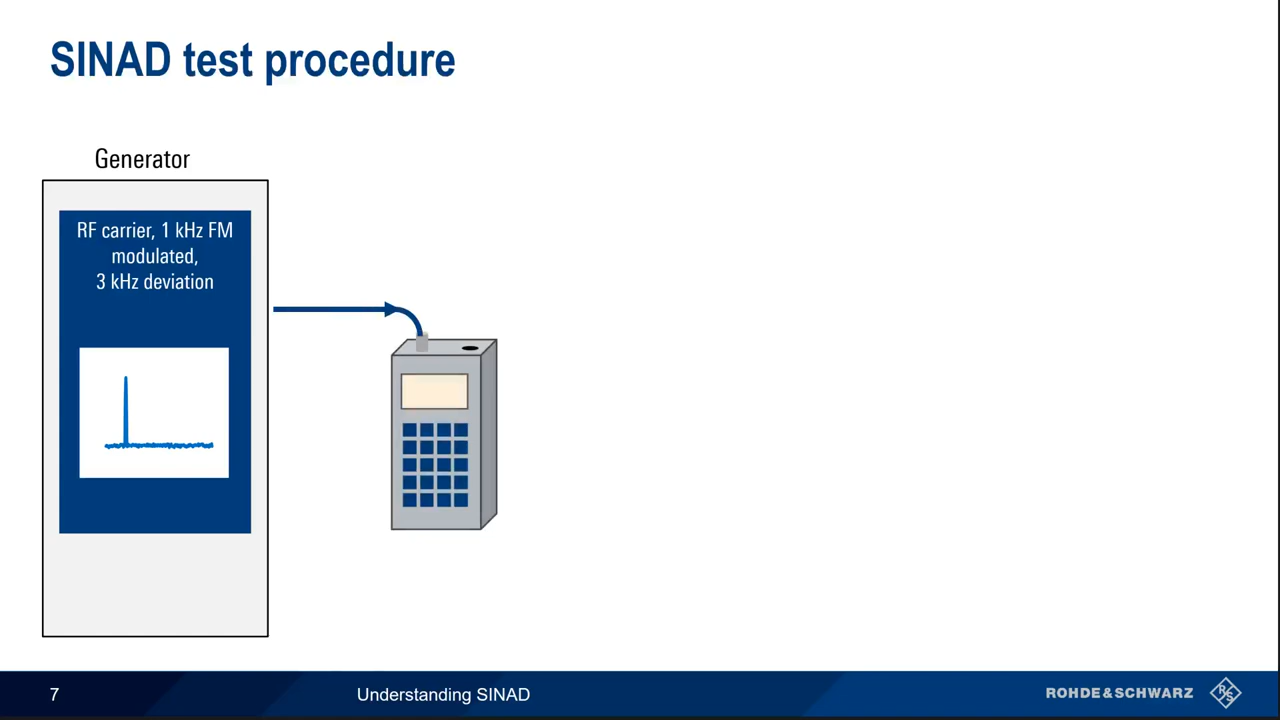 SINAD test procedure
Generator
RF carrier, 1 kHz FM
modulated,
3 kHz deviation
7
Understanding SINAD
ROHDE & SCHWARZ
R
S